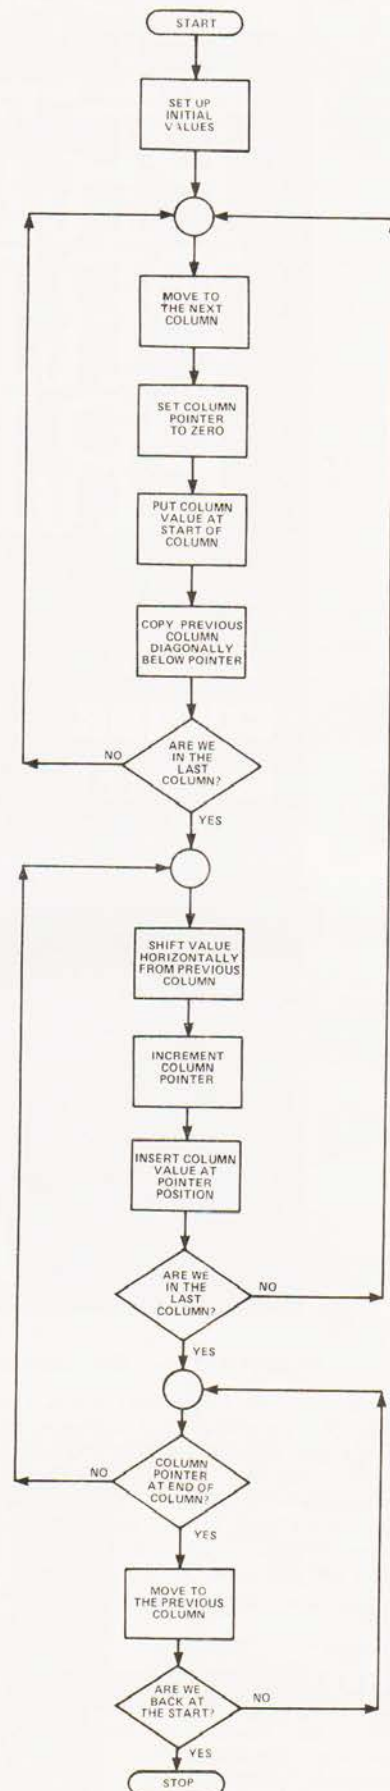 START
SET UP
INITIAL
VALUES
MOVE TO
THE NEXT
COLUMN
SET COLUMN
POINTER
TO ZERO
PUT COLUMN
VALUE AT
START OF
COLUMN
COPY PREVIOUS
COLUMN
DIAGONALLY
BELOW POINTER
ARE WE
IN THE
LAST
COLUMN?
NO
YES
SHIFT VALUE
HORIZONTALLY
FROM PREVIOUS
COLUMN
INCREMENT
COLUMN
POINTER
INSERT COLUMN
VALUE AT
POINTER
POSITION
ARE WE
IN THE
LAST
COLUMN?
NO
YES
COLUMN
POINTER
AT END OF
COLUMN?
NO
YES
MOVE TO
THE PREVIOUS
COLUMN
ARE WE
BACK AT
THE START?
NO
YES
STOP